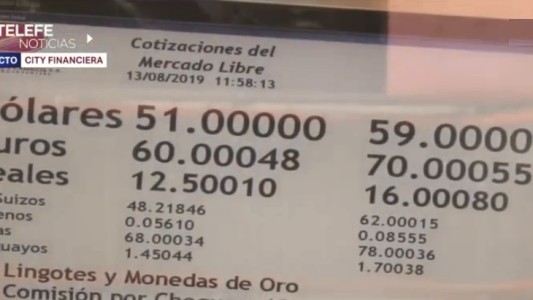 TELEFE
NOTICIAS
CTO CITY FINANCIERA
Cotizaciones del
Mercado Libre
13/08/2019 11:58:13
ólares 51.00000 59.0000
uros 60.00048 70.00055
eales 12.50010 16.00080
Suizos 48.21846 62.00015
enos 0.05610 0.08555
as 68.00034 78.00036
uayos 1.45044 1.70038
Lingotes y Monedas de Oro
Comisión por